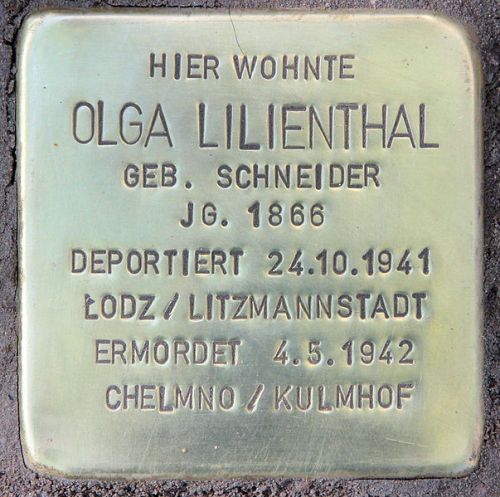 HIER WOHNTE
OLGA LILIENTHAL
GEB. SCHNEIDER
JG. 1866
DEPORTIERT 24.10.1941
ŁODZ / LITZMANNSTADT
ERMORDET 4.5.1942
CHELMNO / KULMHOF